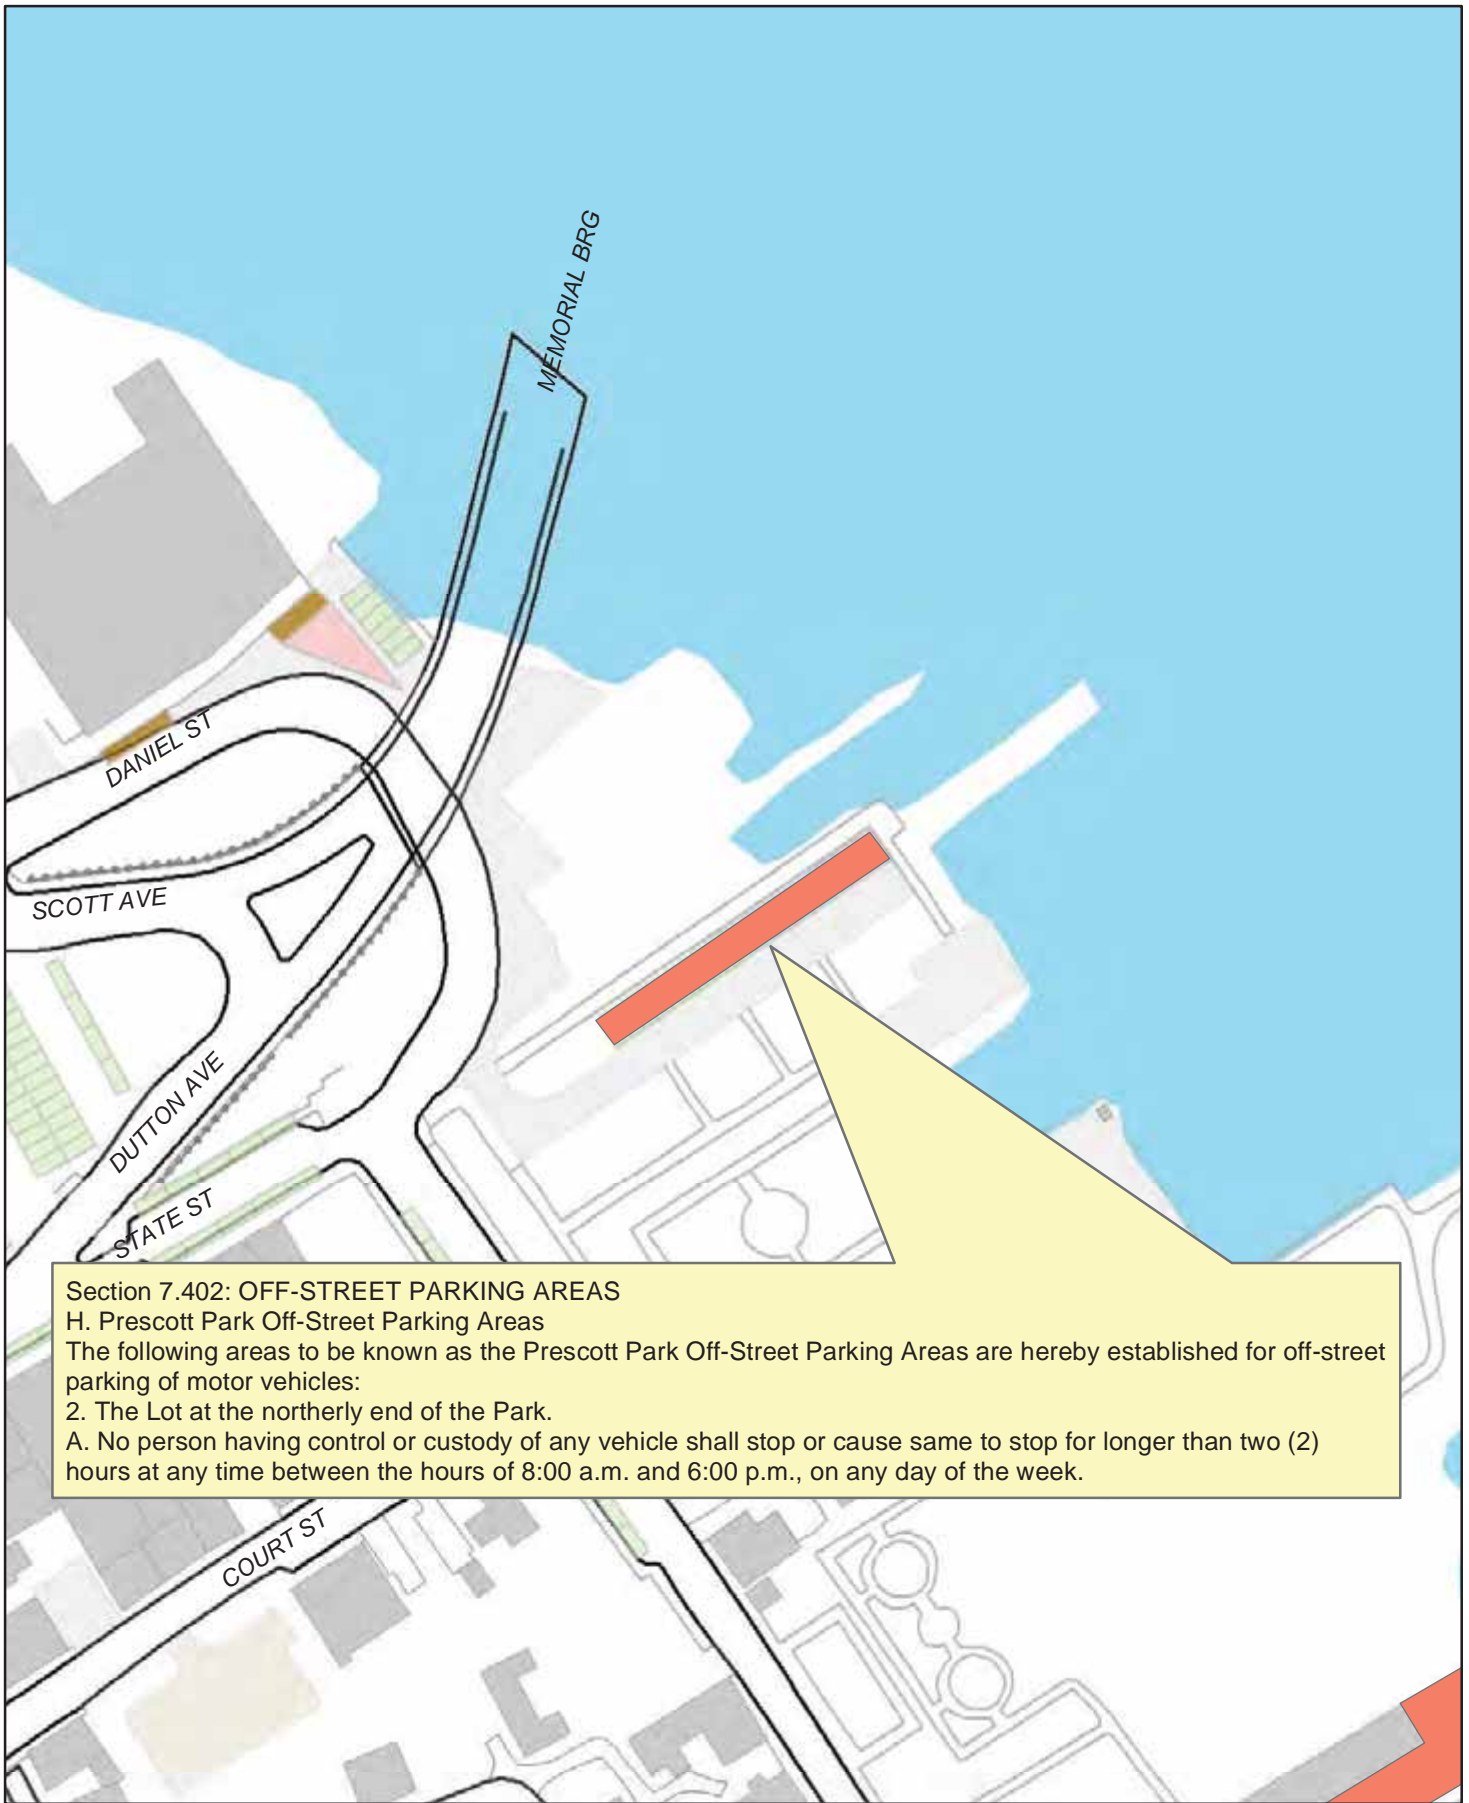 MEMORIAL BRG
DANIEL ST
SCOTT AVE
DUTTON AVE
STATE ST
Section 7.402: OFF-STREET PARKING AREAS
H. Prescott Park Off-Street Parking Areas
The following areas to be known as the Prescott Park Off-Street Parking Areas are hereby established for off-street
parking of motor vehicles:
2. The Lot at the northerly end of the Park.
A. No person having control or custody of any vehicle shall stop or cause same to stop for longer than two (2)
hours at any time between the hours of 8:00 a.m. and 6:00 p.m., on any day of the week.
COURT ST